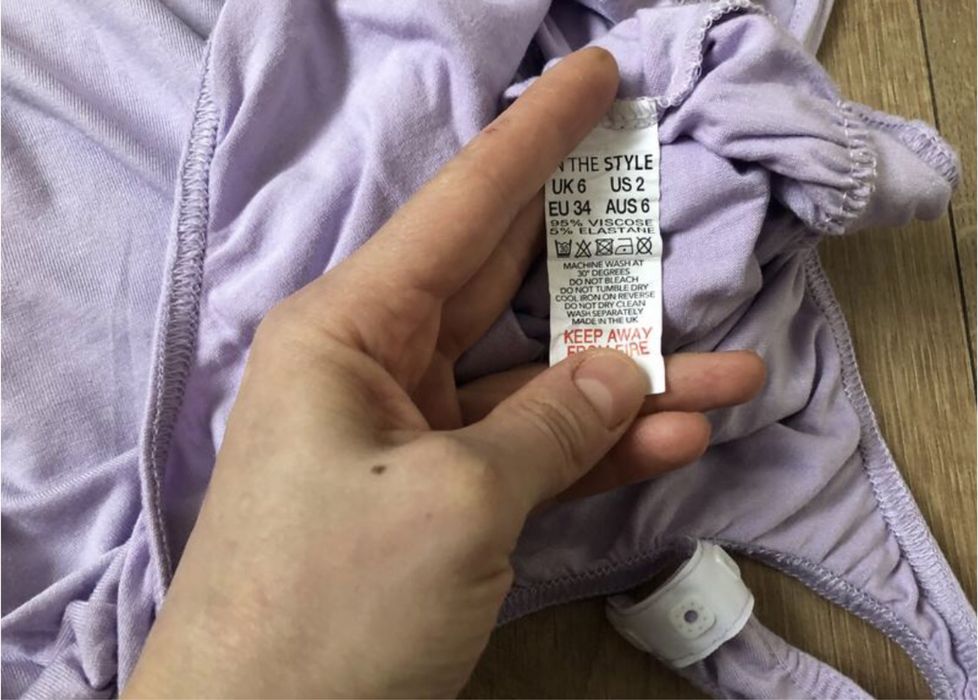 N THE STYLE
UK 6 US 2
EU 34 AUS 6
95% VISCOSE
5% ELASTANE
MACHINE WASH AT
30° DEGREES
DO NOT BLEACH
DO NOT TUMBLE DRY
COOL IRON ON REVERSE
DO NOT DRY CLEAN
WASH SEPARATELY
MADE IN THE UK
KEEP AWAY
FROM FIRE